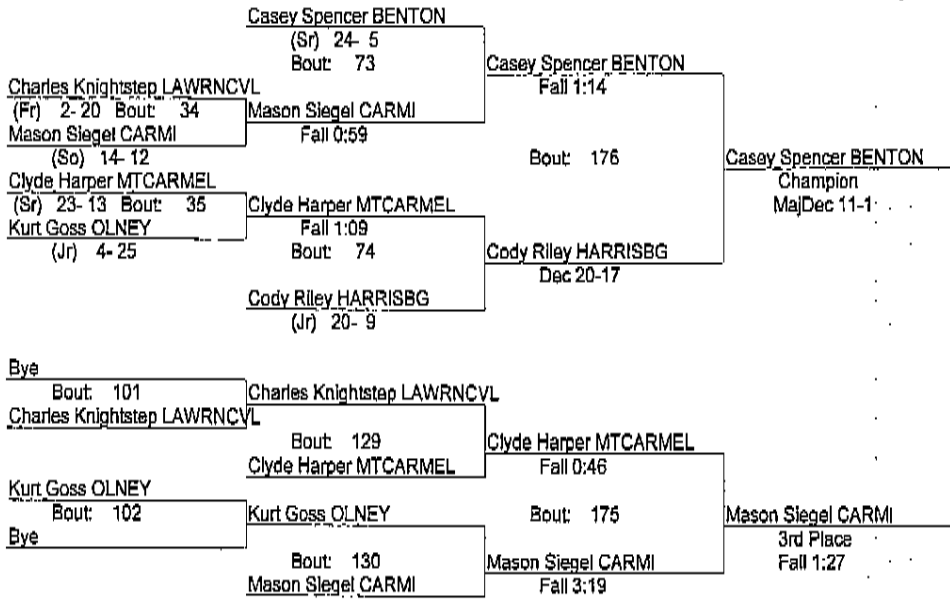 Casey Spencer BENTON
(Sr) 24- 5
Bout: 73
Casey Spencer BENTON
Fall 1:14
Charles Knightstep LAWRNCVL
(Fr) 2- 20 Bout: 34
Mason Siegel CARMI
Mason Siegel CARMI
Fall 0:59
(So) 14- 12
Bout: 176
Casey Spencer BENTON
Champion
MajDec 11-1
Clyde Harper MTCARMEL
(Sr) 23- 13 Bout: 35
Clyde Harper MTCARMEL
Kurt Goss OLNEY
Fall 1:09
(Jr) 4- 25
Bout: 74
Cody Riley HARRISBG
Dec 20-17
Cody Riley HARRISBG
(Jr) 20- 9
Bye
Bout: 101
Charles Knightstep LAWRNCVL
Charles Knightstep LAWRNCVL
Bout: 129
Clyde Harper MTCARMEL
Clyde Harper MTCARMEL
Fall 0:46
Kurt Goss OLNEY
Bout: 102
Kurt Goss OLNEY
Bout: 175
Mason Siegel CARMI
Bye
3rd Place
Fall 1:27
Bout: 130
Mason Siegel CARMI
Mason Siegel CARMI
Fall 3:19